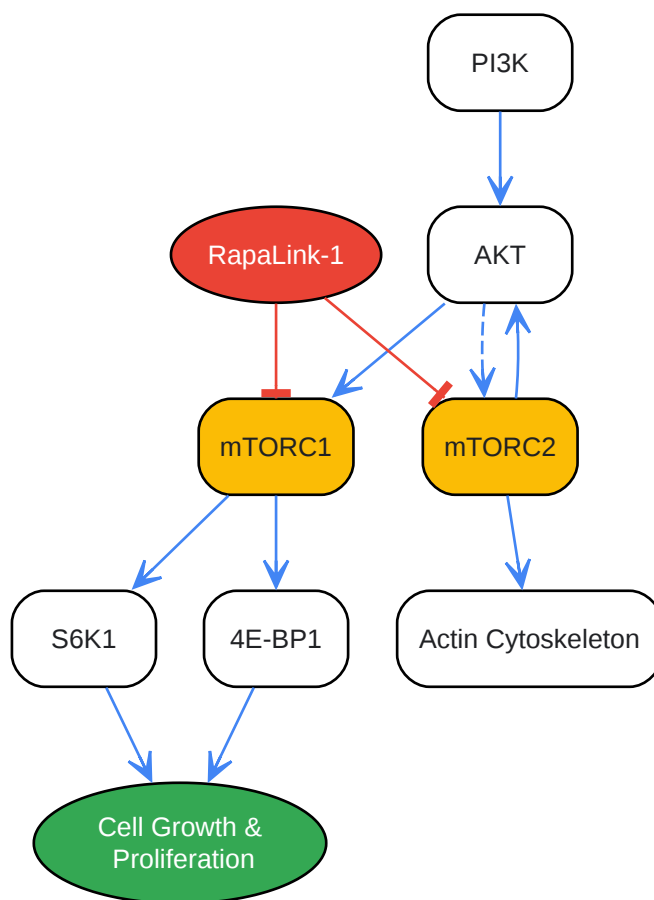 PI3K
RapaLink-1
AKT
mTORC1
mTORC2
S6K1
4E-BP1
Actin Cytoskeleton
Cell Growth &
Proliferation